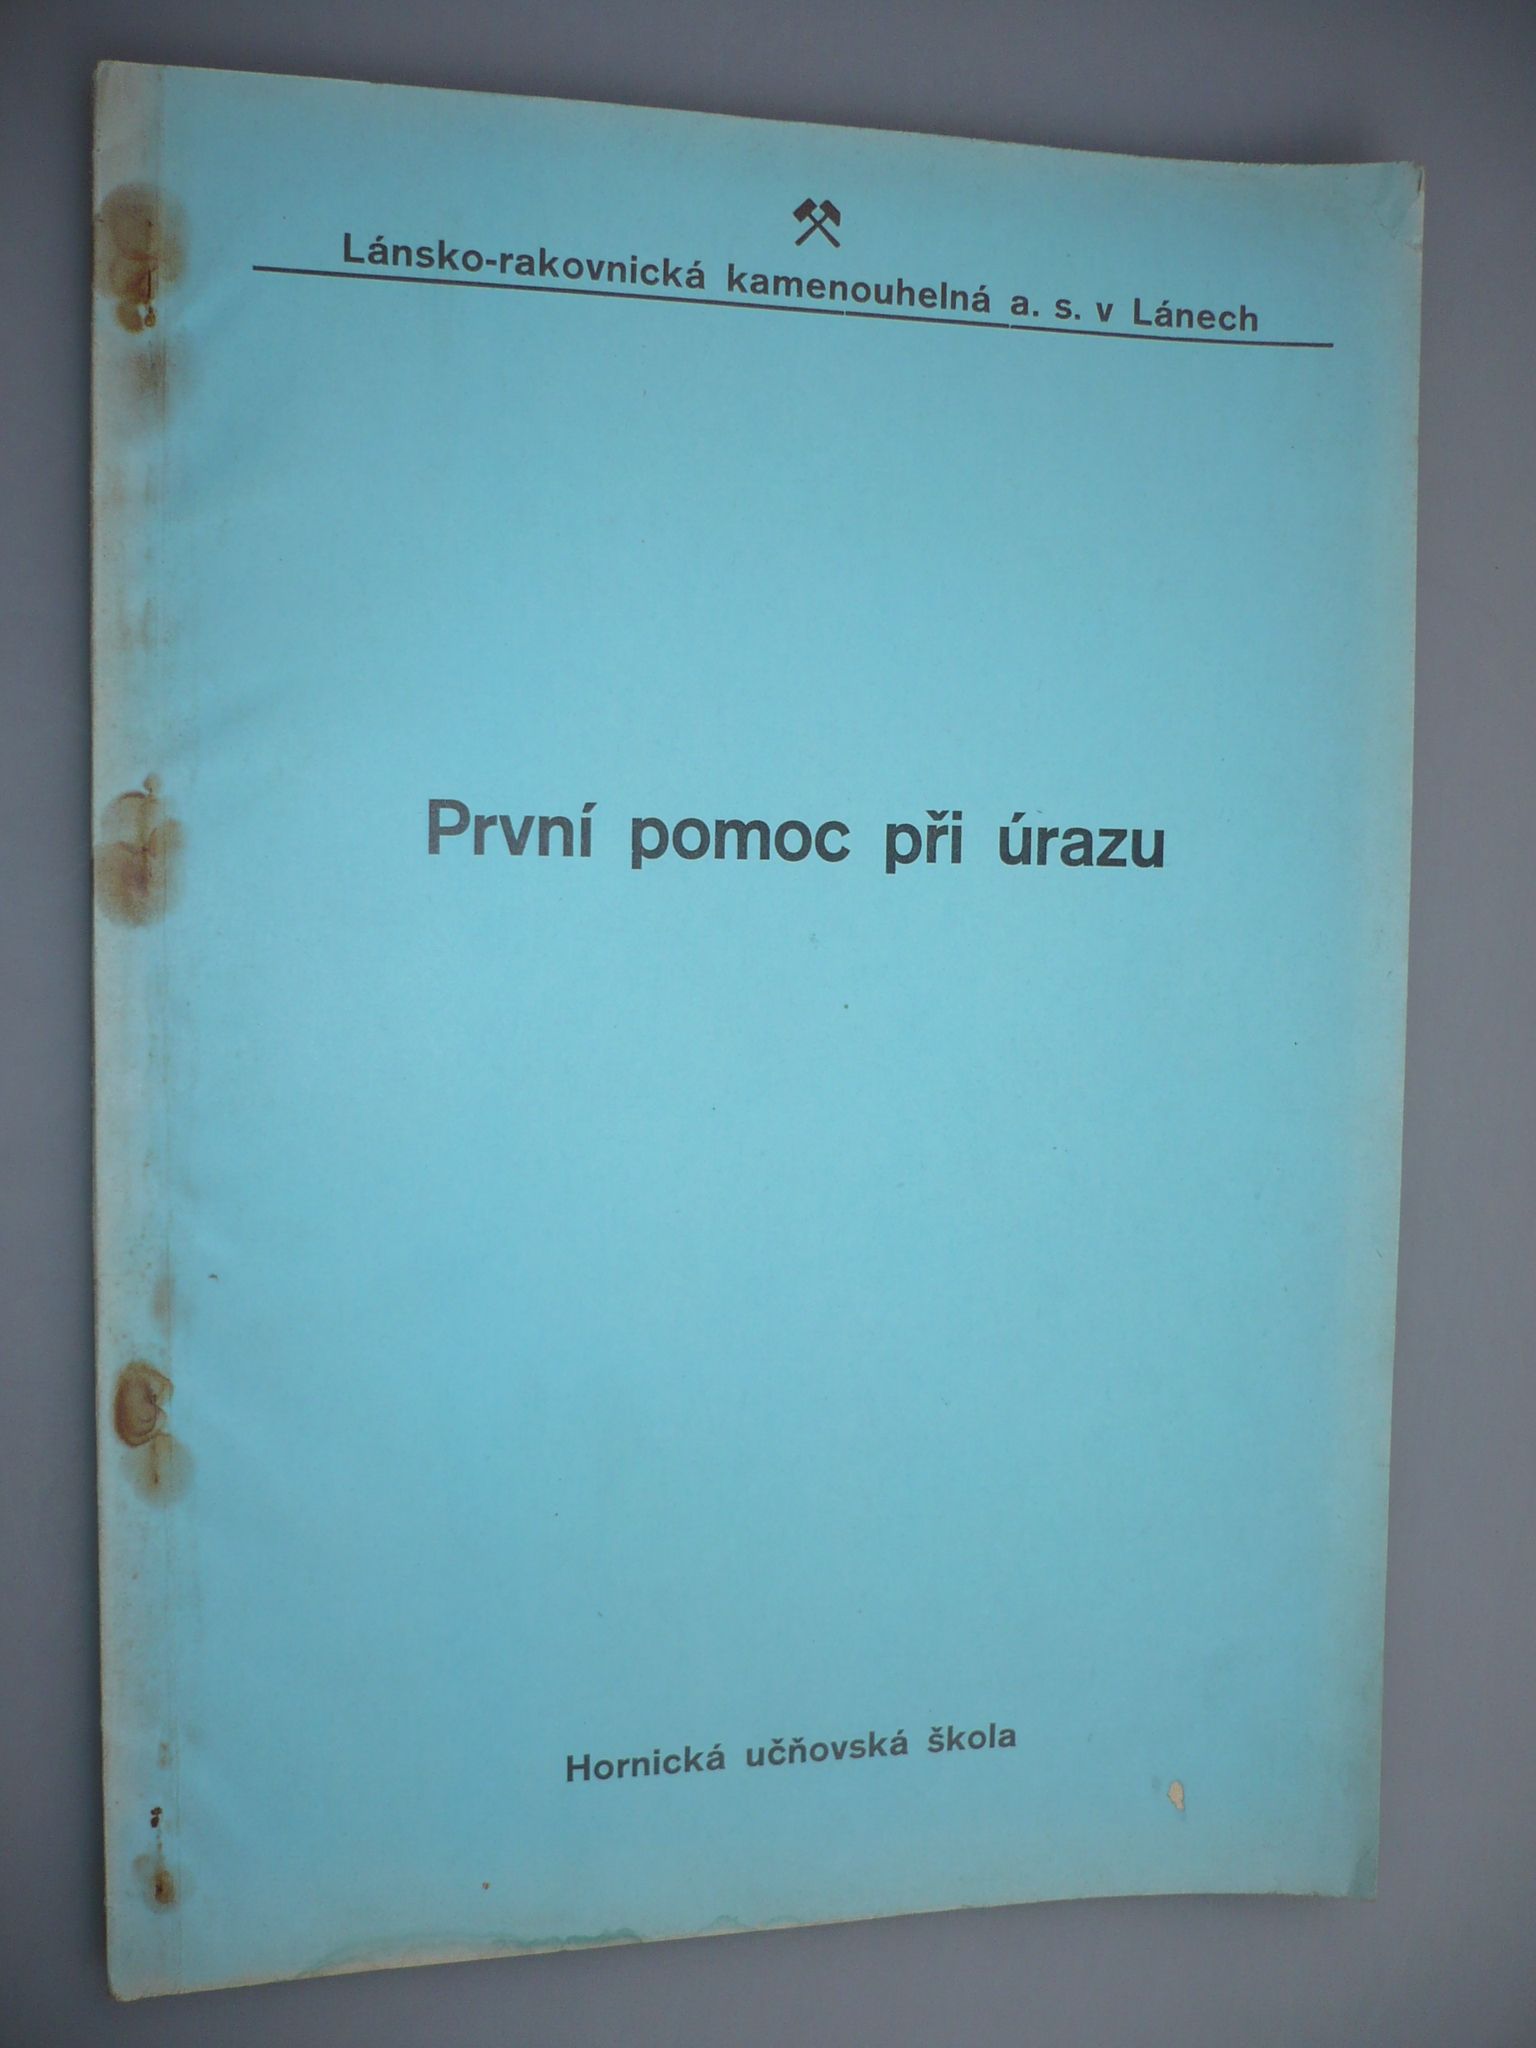 Lánsko-rakovnická kamenouhelná a. s. v Lánech
První pomoc při úrazu
Hornická učňovská škola